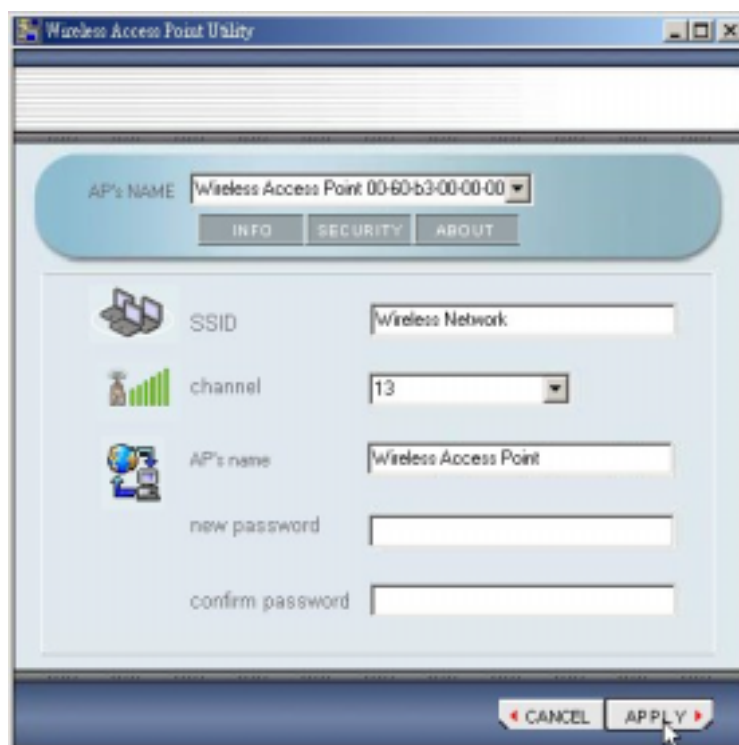 Wireless Access Point Utility
AP's NAME Wireless Access Point 00-60-b3-00-00-00
INFO SECURITY ABOUT
SSID Wireless Network
channel 13
AP's name Wireless Access Point
new password
confirm password
CANCEL APPLY